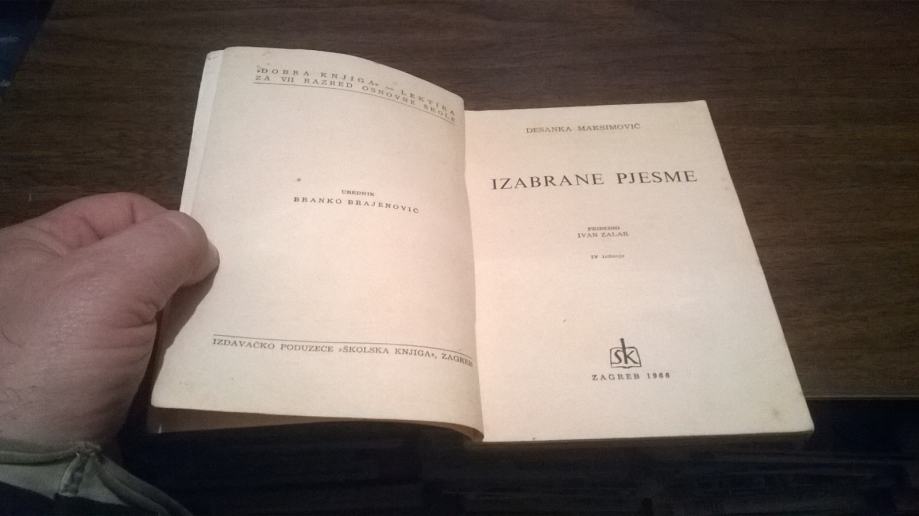 »DOBRA KNJIGA« — LEKTIRA
ZA VII RAZRED OSNOVNE ŠKOLE
UREDNIK
BRANKO BRAJENOVIĆ
IZDAVAČKO PODUZEĆE »ŠKOLSKA KNJIGA«, ZAGREB
DESANKA MAKSIMOVIĆ
IZABRANE PJESME
PRIREDIO
IVAN ZALAR
IV izdanje
šk
ZAGREB 1966